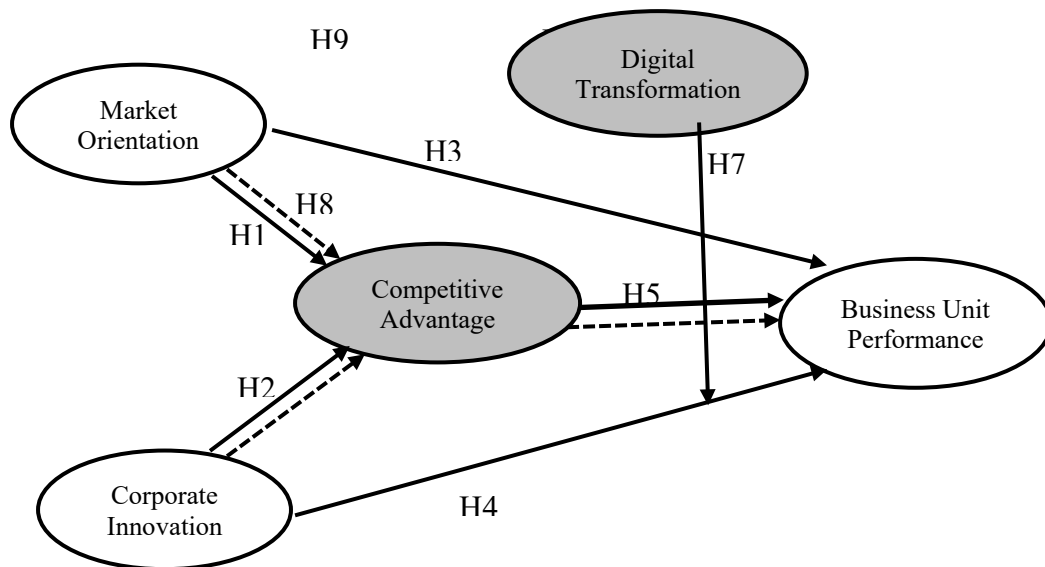 H9
Digital
Transformation
Market
Orientation
H3
H7
H8
H1
Competitive
Advantage
H5
Business Unit
Performance
H2
Corporate
Innovation
H4